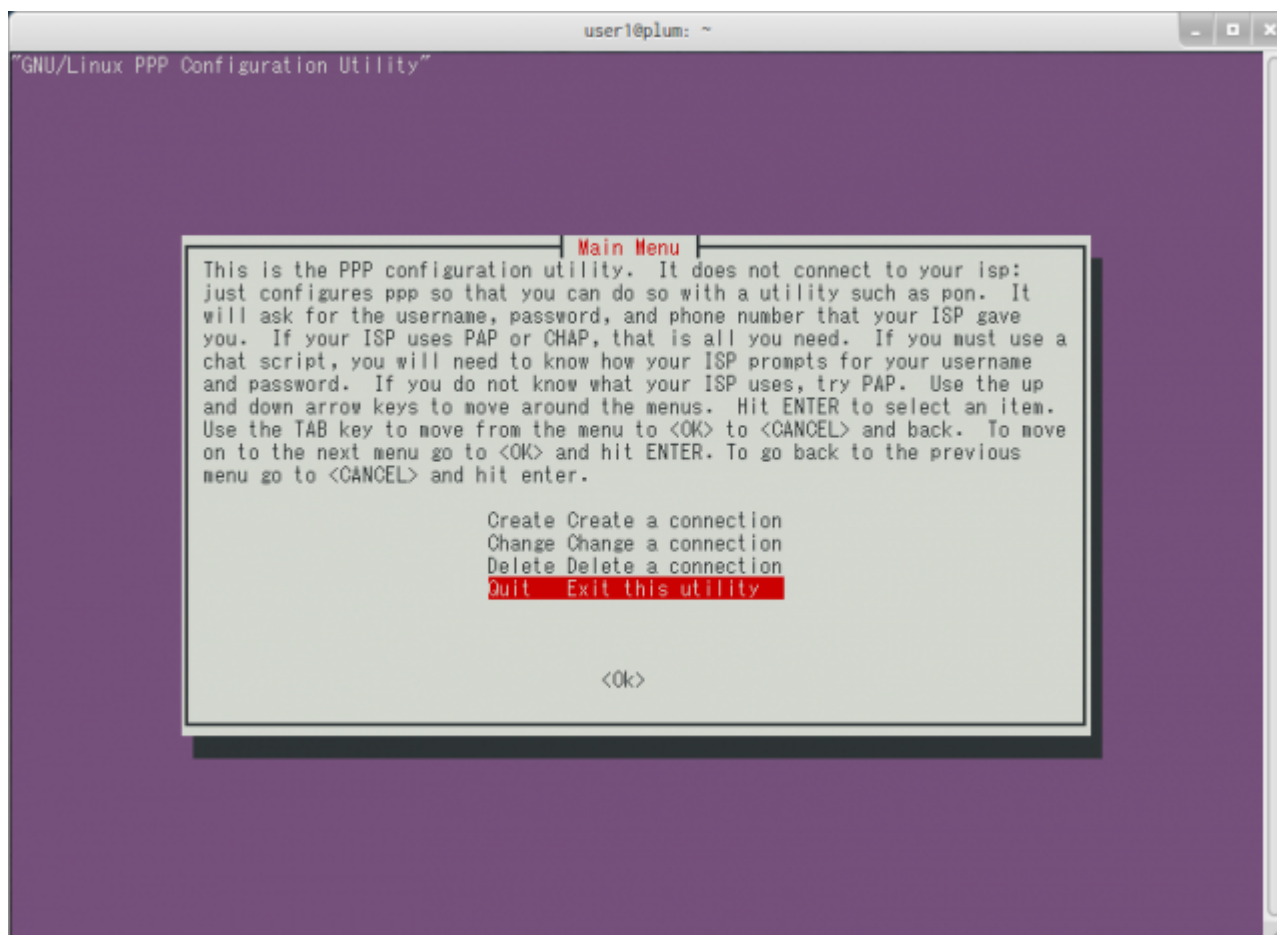 user1@plum: ~
"GNU/Linux PPP Configuration Utility"
Main Menu
This is the PPP configuration utility.  It does not connect to your isp:
just configures ppp so that you can do so with a utility such as pon.  It
will ask for the username, password, and phone number that your ISP gave
you.  If your ISP uses PAP or CHAP, that is all you need.  If you must use a
chat script, you will need to know how your ISP prompts for your username
and password.  If you do not know what your ISP uses, try PAP.  Use the up
and down arrow keys to move around the menus.  Hit ENTER to select an item.
Use the TAB key to move from the menu to <OK> to <CANCEL> and back.  To move
on to the next menu go to <OK> and hit ENTER. To go back to the previous
menu go to <CANCEL> and hit enter.
Create Create a connection
Change Change a connection
Delete Delete a connection
Quit   Exit this utility
<Ok>